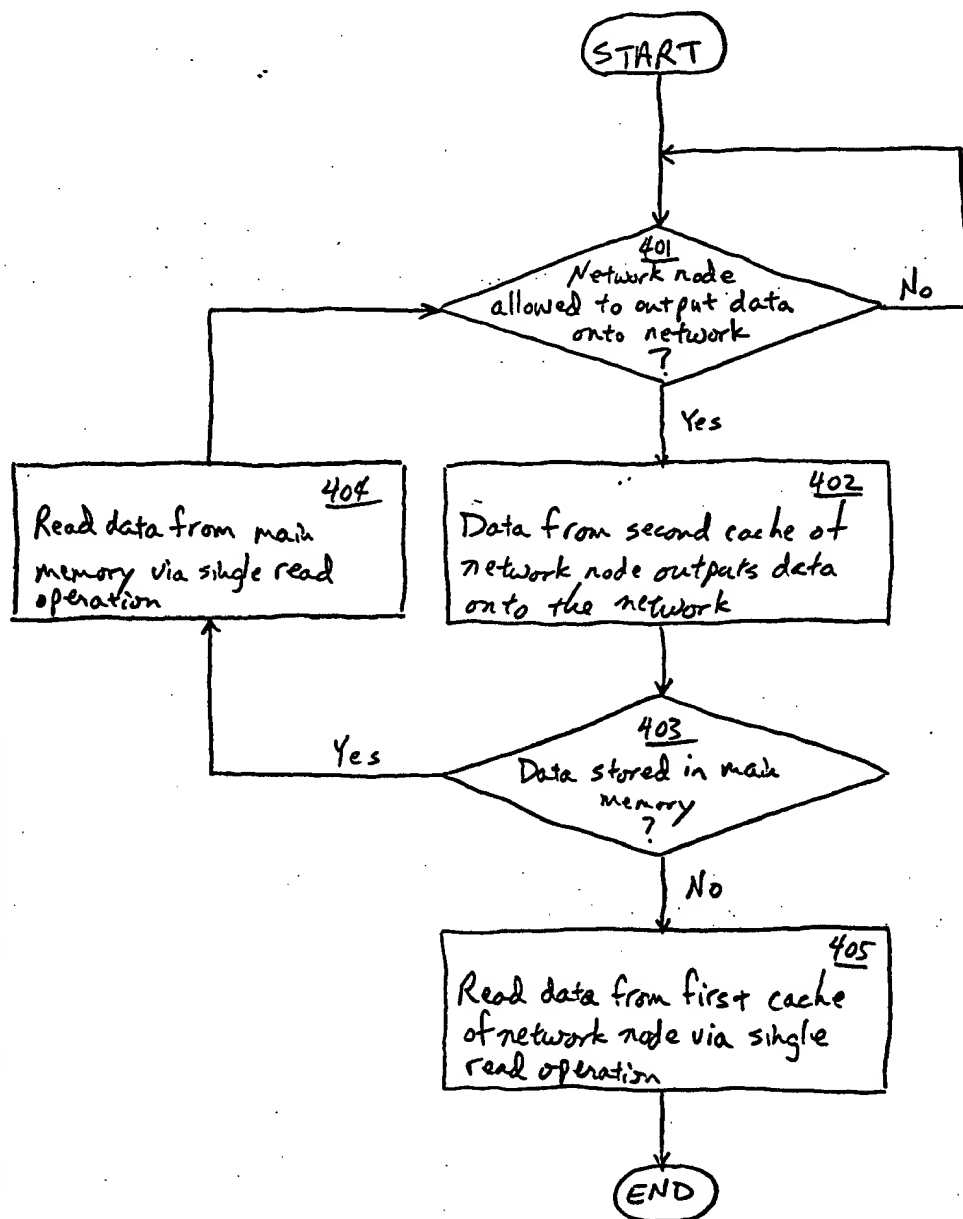 START
401
Network node
allowed to output data
onto network
?
No
Yes
404
Read data from main
memory via single read
operation
402
Data from second cache of
network node outputs data
onto the network
403
Data stored in main
memory
?
Yes
No
405
Read data from first cache
of network node via single
read operation
END